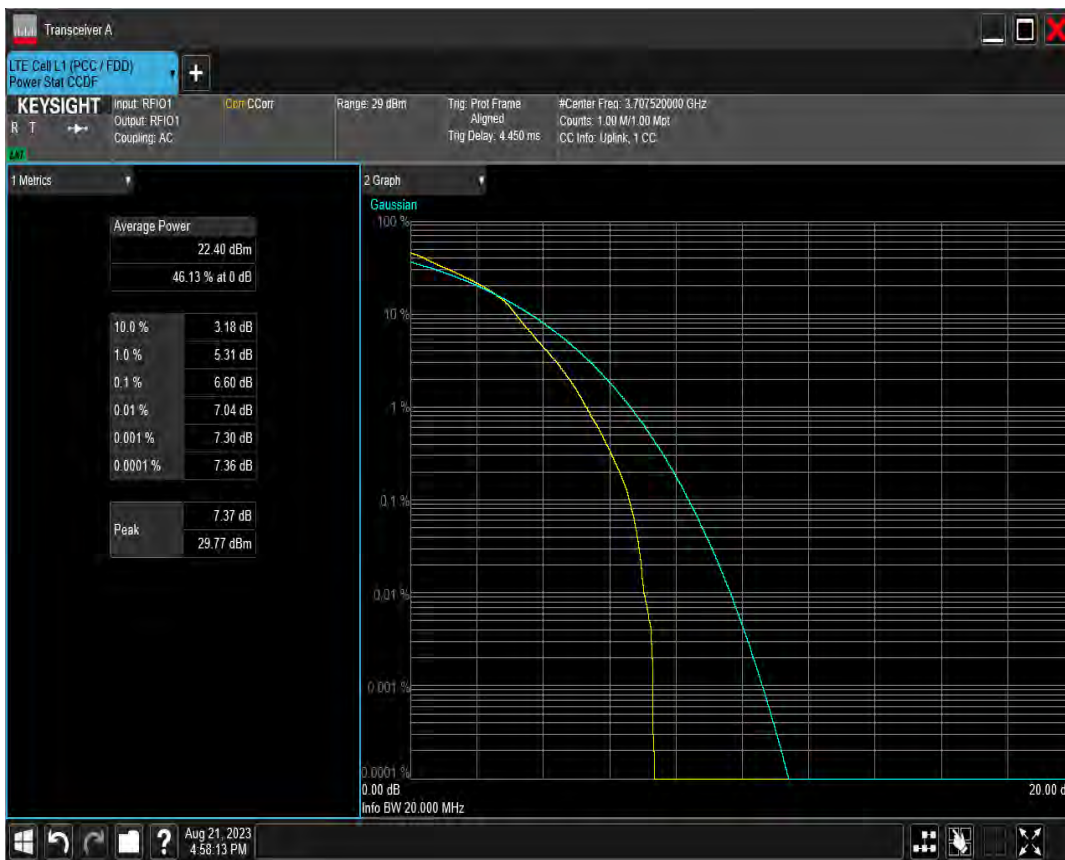 Transceiver A
LTE Cell L1 (PCC / FDD)
Power Stat CCDF
KEYSIGHT
R T
LNI
Input: RFIO1
Output: RFIO1
Coupling: AC
Corr CCorr
Range: 29 dBm
Trig: Prot Frame
Aligned
Trig Delay: 4.450 ms
#Center Freq: 3.707520000 GHz
Counts: 1.00 M/1.00 Mpt
CC Info: Uplink, 1 CC
1 Metrics
Average Power
22.40 dBm
46.13 % at 0 dB
10.0 % 3.18 dB
1.0 % 5.31 dB
0.1 % 6.60 dB
0.01 % 7.04 dB
0.001 % 7.30 dB
0.0001 % 7.36 dB
Peak 7.37 dB
29.77 dBm
2 Graph
Gaussian
100 %
10 %
1 %
0.1 %
0.01 %
0.001 %
0.0001 %
0.00 dB
20.00 d
Info BW 20.000 MHz
?
Aug 21, 2023
4:58:13 PM